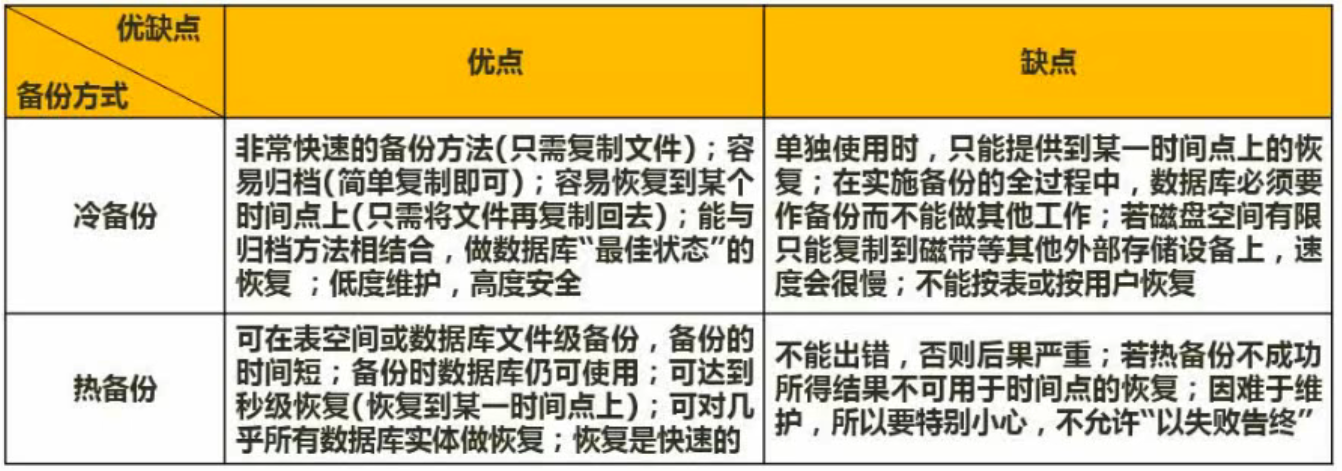 优缺点
备份方式
优点
缺点
冷备份
非常快速的备份方法(只需复制文件)；容
易归档(简单复制即可)；容易恢复到某个
时间点上(只需将文件再复制回去)；能与
归档方法相结合，做数据库“最佳状态”的
恢复 ；低度维护，高度安全
单独使用时，只能提供到某一时间点上的恢
复；在实施备份的全过程中，数据库必须要
作备份而不能做其他工作；若磁盘空间有限
只能复制到磁带等其他外部存储设备上，速
度会很慢；不能按表或按用户恢复
热备份
可在表空间或数据库文件级备份，备份的
时间短；备份时数据库仍可使用；可达到
秒级恢复(恢复到某一时间点上)；可对几
乎所有数据库实体做恢复；恢复是快速的
不能出错，否则后果严重；若热备份不成功
所得结果不可用于时间点的恢复；因难于维
护，所以要特别小心，不允许“以失败告终”